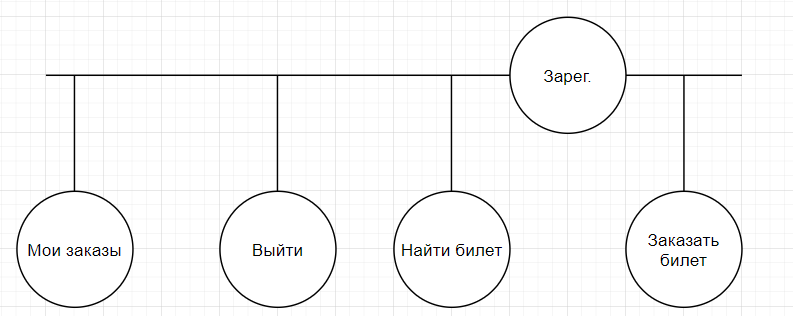 Зарег.
Мои заказы
Выйти
Найти билет
Заказать
билет